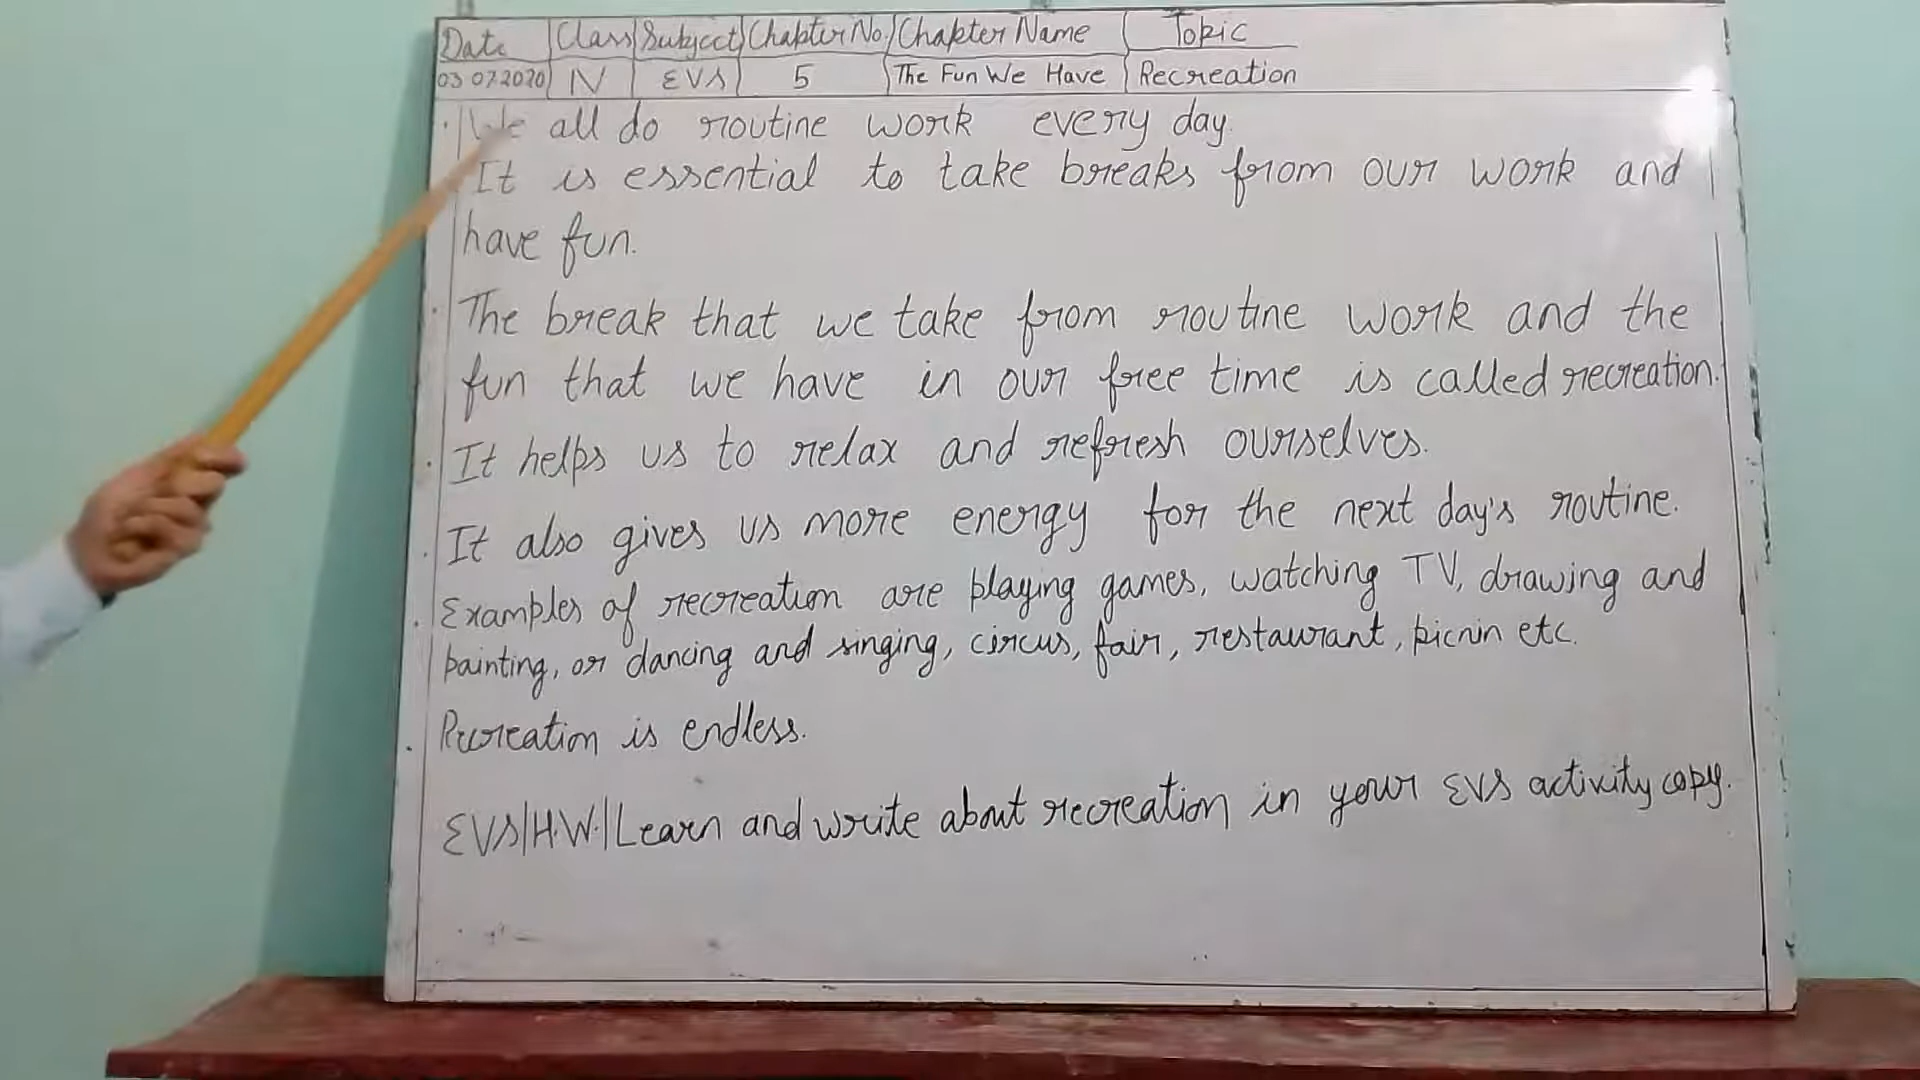 Date Class Subject Chapter No. Chapter Name Topic
03 07 2020 IV EVS 5 The Fun We Have Recreation
We all do routine work every day.
It is essential to take breaks from our work and
have fun.
The break that we take from routine work and the
fun that we have in our free time is called recreation.
It helps us to relax and refresh ourselves.
It also gives us more energy for the next day's routine.
Examples of recreation are playing games, watching TV, drawing and
painting, or dancing and singing, circus, fair, restaurant, picnin etc.
Recreation is endless.
EVS|H.W.|Learn and write about recreation in your EVS activity copy.